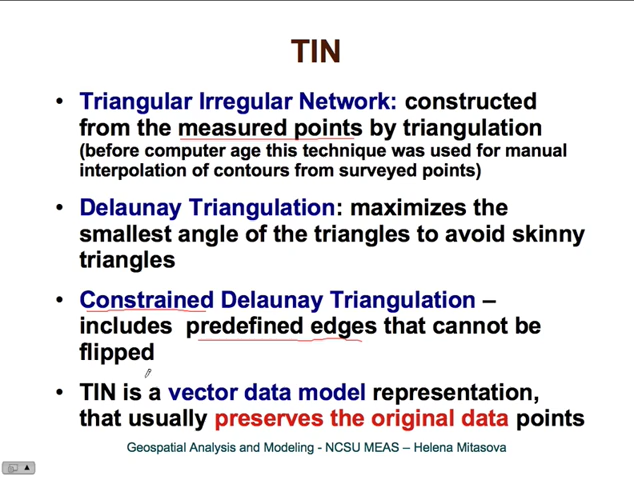 TIN
• Triangular Irregular Network: constructed
from the measured points by triangulation
(before computer age this technique was used for manual
interpolation of contours from surveyed points)
• Delaunay Triangulation: maximizes the
smallest angle of the triangles to avoid skinny
triangles
• Constrained Delaunay Triangulation –
includes predefined edges that cannot be
flipped
• TIN is a vector data model representation,
that usually preserves the original data points
Geospatial Analysis and Modeling - NCSU MEAS – Helena Mitasova